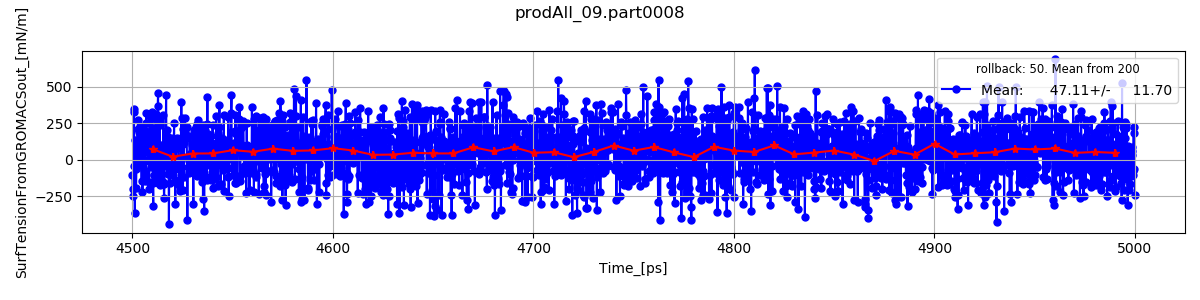 prodAll_09.part0008
SurfTensionFromGROMACSout_[mN/m]
500
250
0
−250
rollback: 50. Mean from 200
Mean: 47.11+/- 11.70
4500 4600 4700 4800 4900 5000
Time_[ps]